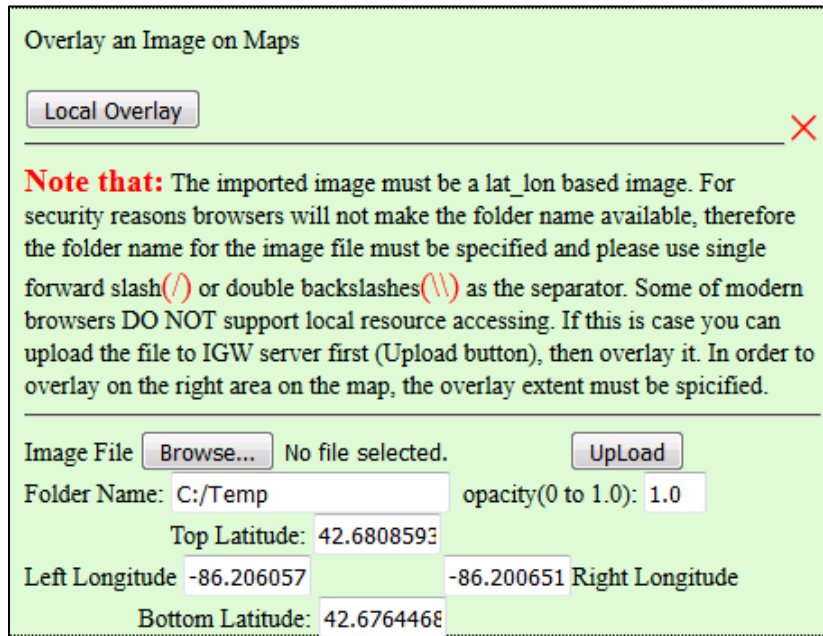 Overlay an Image on Maps
Local Overlay
Note that: The imported image must be a lat_lon based image. For
security reasons browsers will not make the folder name available, therefore
the folder name for the image file must be specified and please use single
forward slash(/) or double backslashes(\\) as the separator. Some of modern
browsers DO NOT support local resource accessing. If this is case you can
upload the file to IGW server first (Upload button), then overlay it. In order to
overlay on the right area on the map, the overlay extent must be spicified.
Image File Browse... No file selected. UpLoad
Folder Name: C:/Temp opacity(0 to 1.0): 1.0
Top Latitude: 42.6808593
Left Longitude -86.206057 -86.200651 Right Longitude
Bottom Latitude: 42.6764468